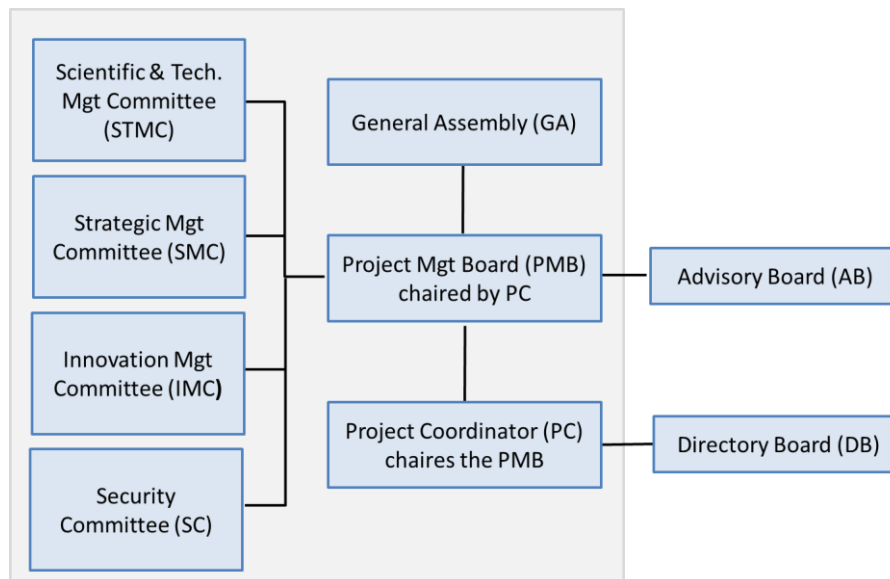 Scientific & Tech.
Mgt Committee
(STMC)
Strategic Mgt
Committee (SMC)
Innovation Mgt
Committee (IMC)
Security
Committee (SC)
General Assembly (GA)
Project Mgt Board (PMB)
chaired by PC
Project Coordinator (PC)
chaires the PMB
Advisory Board (AB)
Directory Board (DB)